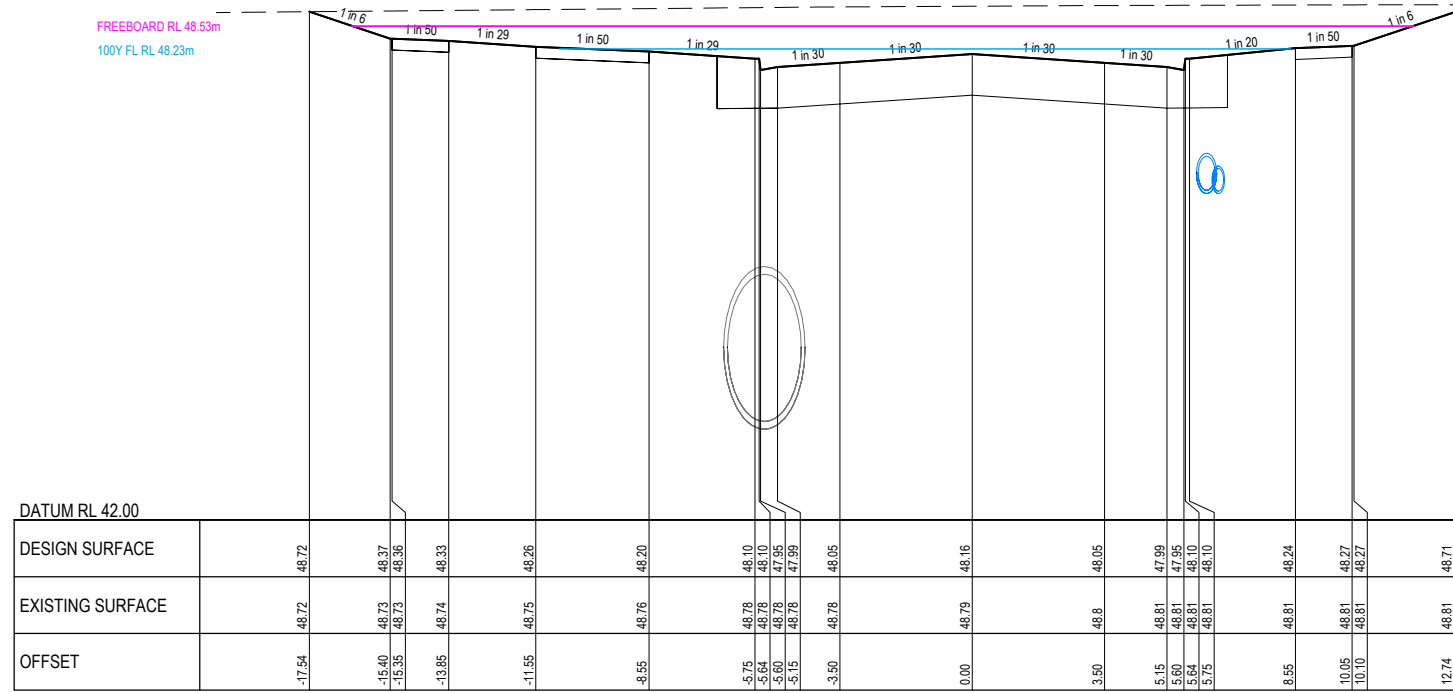 FREEBOARD RL 48.53m
100Y FL RL 48.23m
1 in 6
1 in 50
1 in 29
1 in 50
1 in 29
1 in 30
1 in 30
1 in 30
1 in 30
1 in 20
1 in 50
1 in 6
DATUM RL 42.00
DESIGN SURFACE 48.72 48.37 48.36 48.33 48.26 48.20 48.10 48.10 47.95 47.99 48.05 48.16 48.05 47.99 47.95 48.10 48.10 48.24 48.27 48.27 48.71
EXISTING SURFACE 48.72 48.73 48.73 48.74 48.75 48.76 48.78 48.78 48.78 48.78 48.78 48.79 48.8 48.81 48.81 48.81 48.81 48.81 48.81 48.81 48.81
OFFSET -17.54 -15.40 -15.35 -13.85 -11.55 -8.55 -5.75 -5.64 -5.60 -5.15 -3.50 0.00 3.50 5.15 5.60 5.64 5.75 8.55 10.05 10.10 12.74